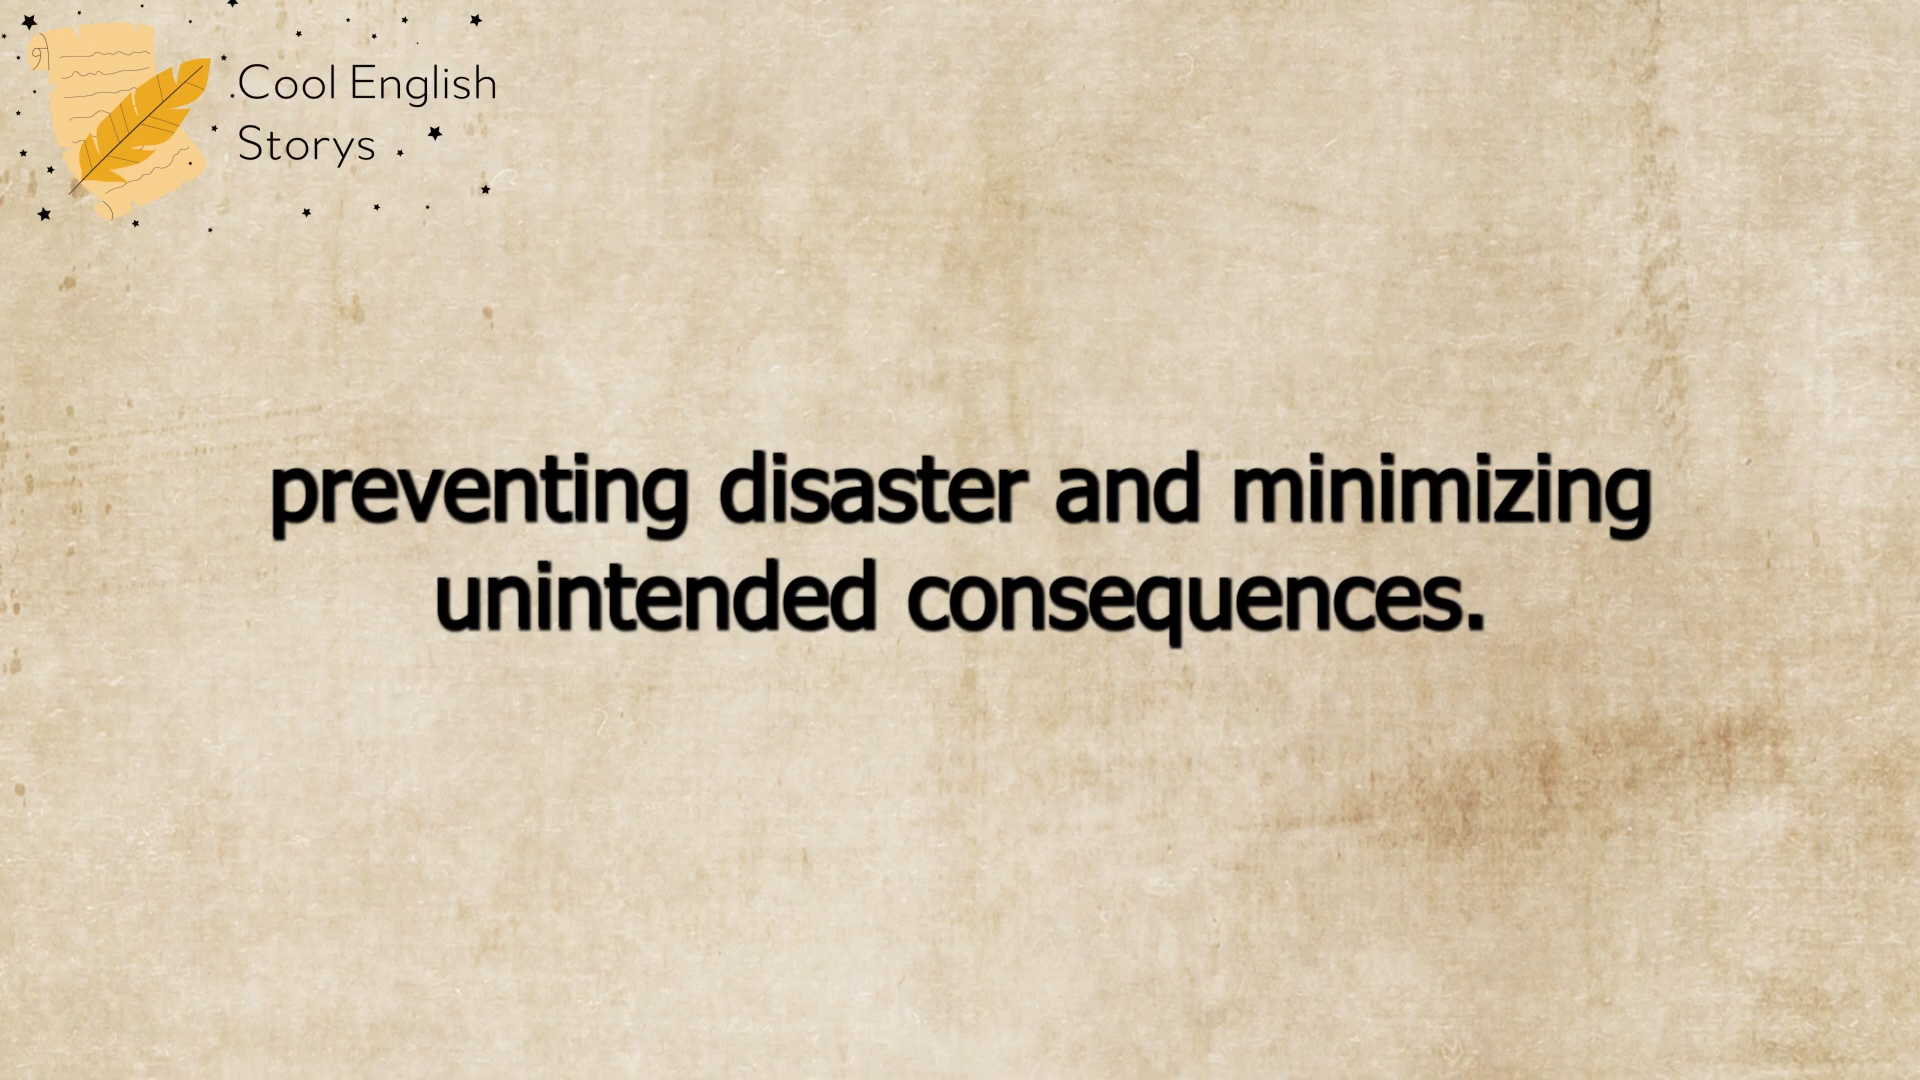 .Cool English
Storys
preventing disaster and minimizing
unintended consequences.